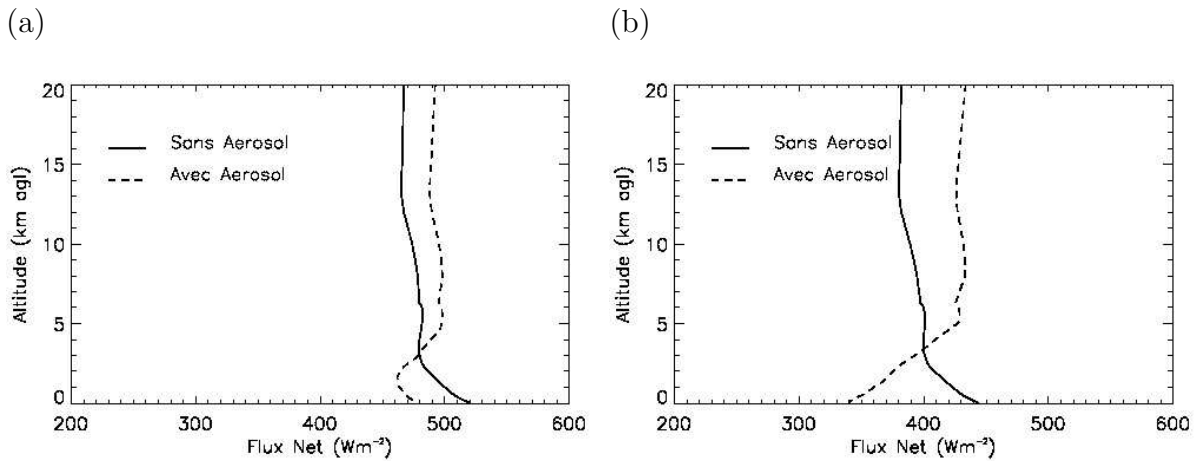 (a)
20
15
10
5
0
Altitude (km agl)
Sans Aerosol
Avec Aerosol
200 300 400 500 600
Flux Net (Wm⁻²)
(b)
20
15
10
5
0
Altitude (km agl)
Sans Aerosol
Avec Aerosol
200 300 400 500 600
Flux Net (Wm⁻²)